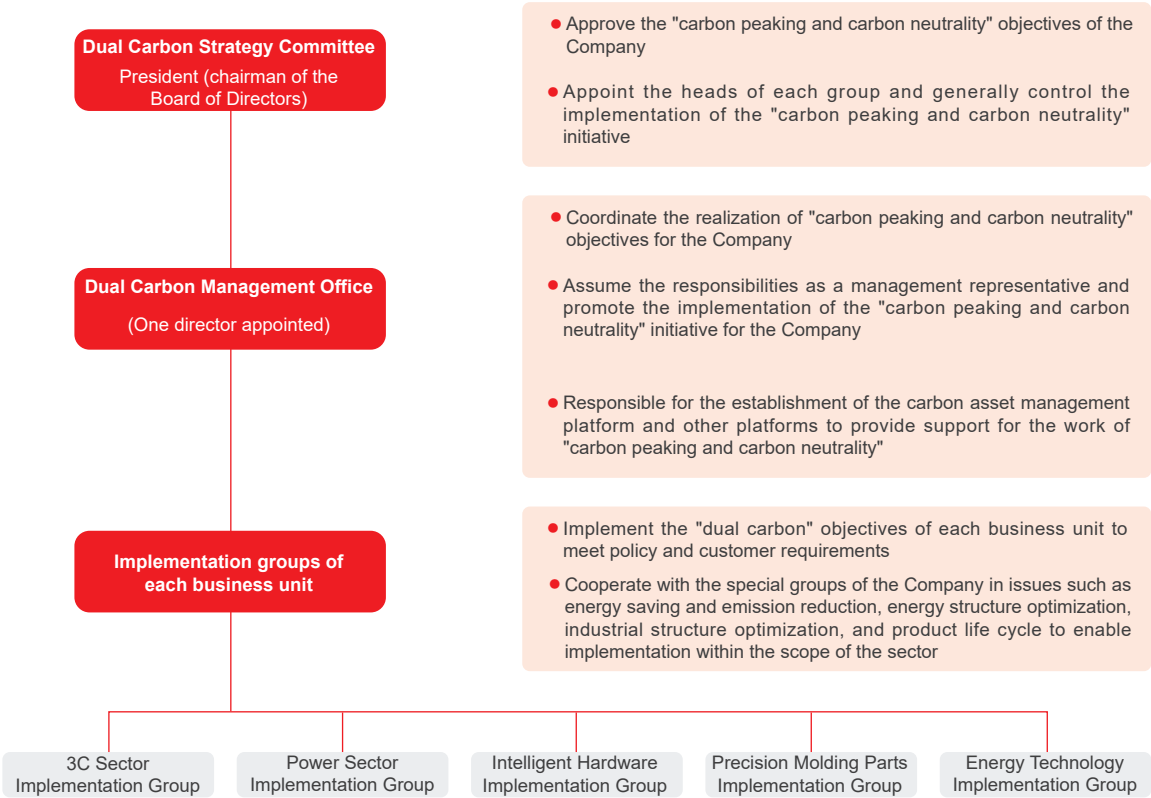 Dual Carbon Strategy Committee
President (chairman of the
Board of Directors)
● Approve the "carbon peaking and carbon neutrality" objectives of the
Company
● Appoint the heads of each group and generally control the
implementation of the "carbon peaking and carbon neutrality"
initiative
Dual Carbon Management Office
(One director appointed)
● Coordinate the realization of "carbon peaking and carbon neutrality"
objectives for the Company
● Assume the responsibilities as a management representative and
promote the implementation of the "carbon peaking and carbon
neutrality" initiative for the Company
● Responsible for the establishment of the carbon asset management
platform and other platforms to provide support for the work of
"carbon peaking and carbon neutrality"
Implementation groups of
each business unit
● Implement the "dual carbon" objectives of each business unit to
meet policy and customer requirements
● Cooperate with the special groups of the Company in issues such as
energy saving and emission reduction, energy structure optimization,
industrial structure optimization, and product life cycle to enable
implementation within the scope of the sector
3C Sector
Implementation Group
Power Sector
Implementation Group
Intelligent Hardware
Implementation Group
Precision Molding Parts
Implementation Group
Energy Technology
Implementation Group